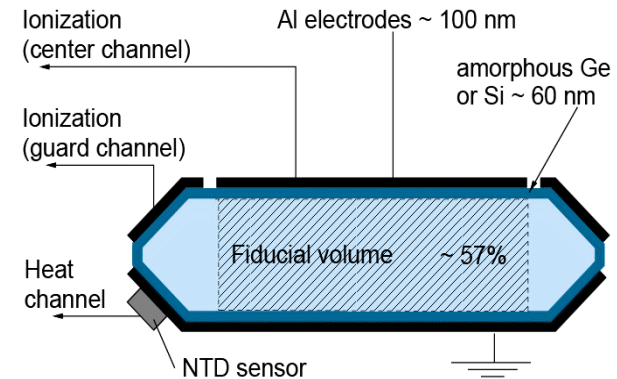 Ionization
(center channel)
Al electrodes ~ 100 nm
amorphous Ge
or Si ~ 60 nm
Ionization
(guard channel)
Fiducial volume ~ 57%
Heat
channel
NTD sensor